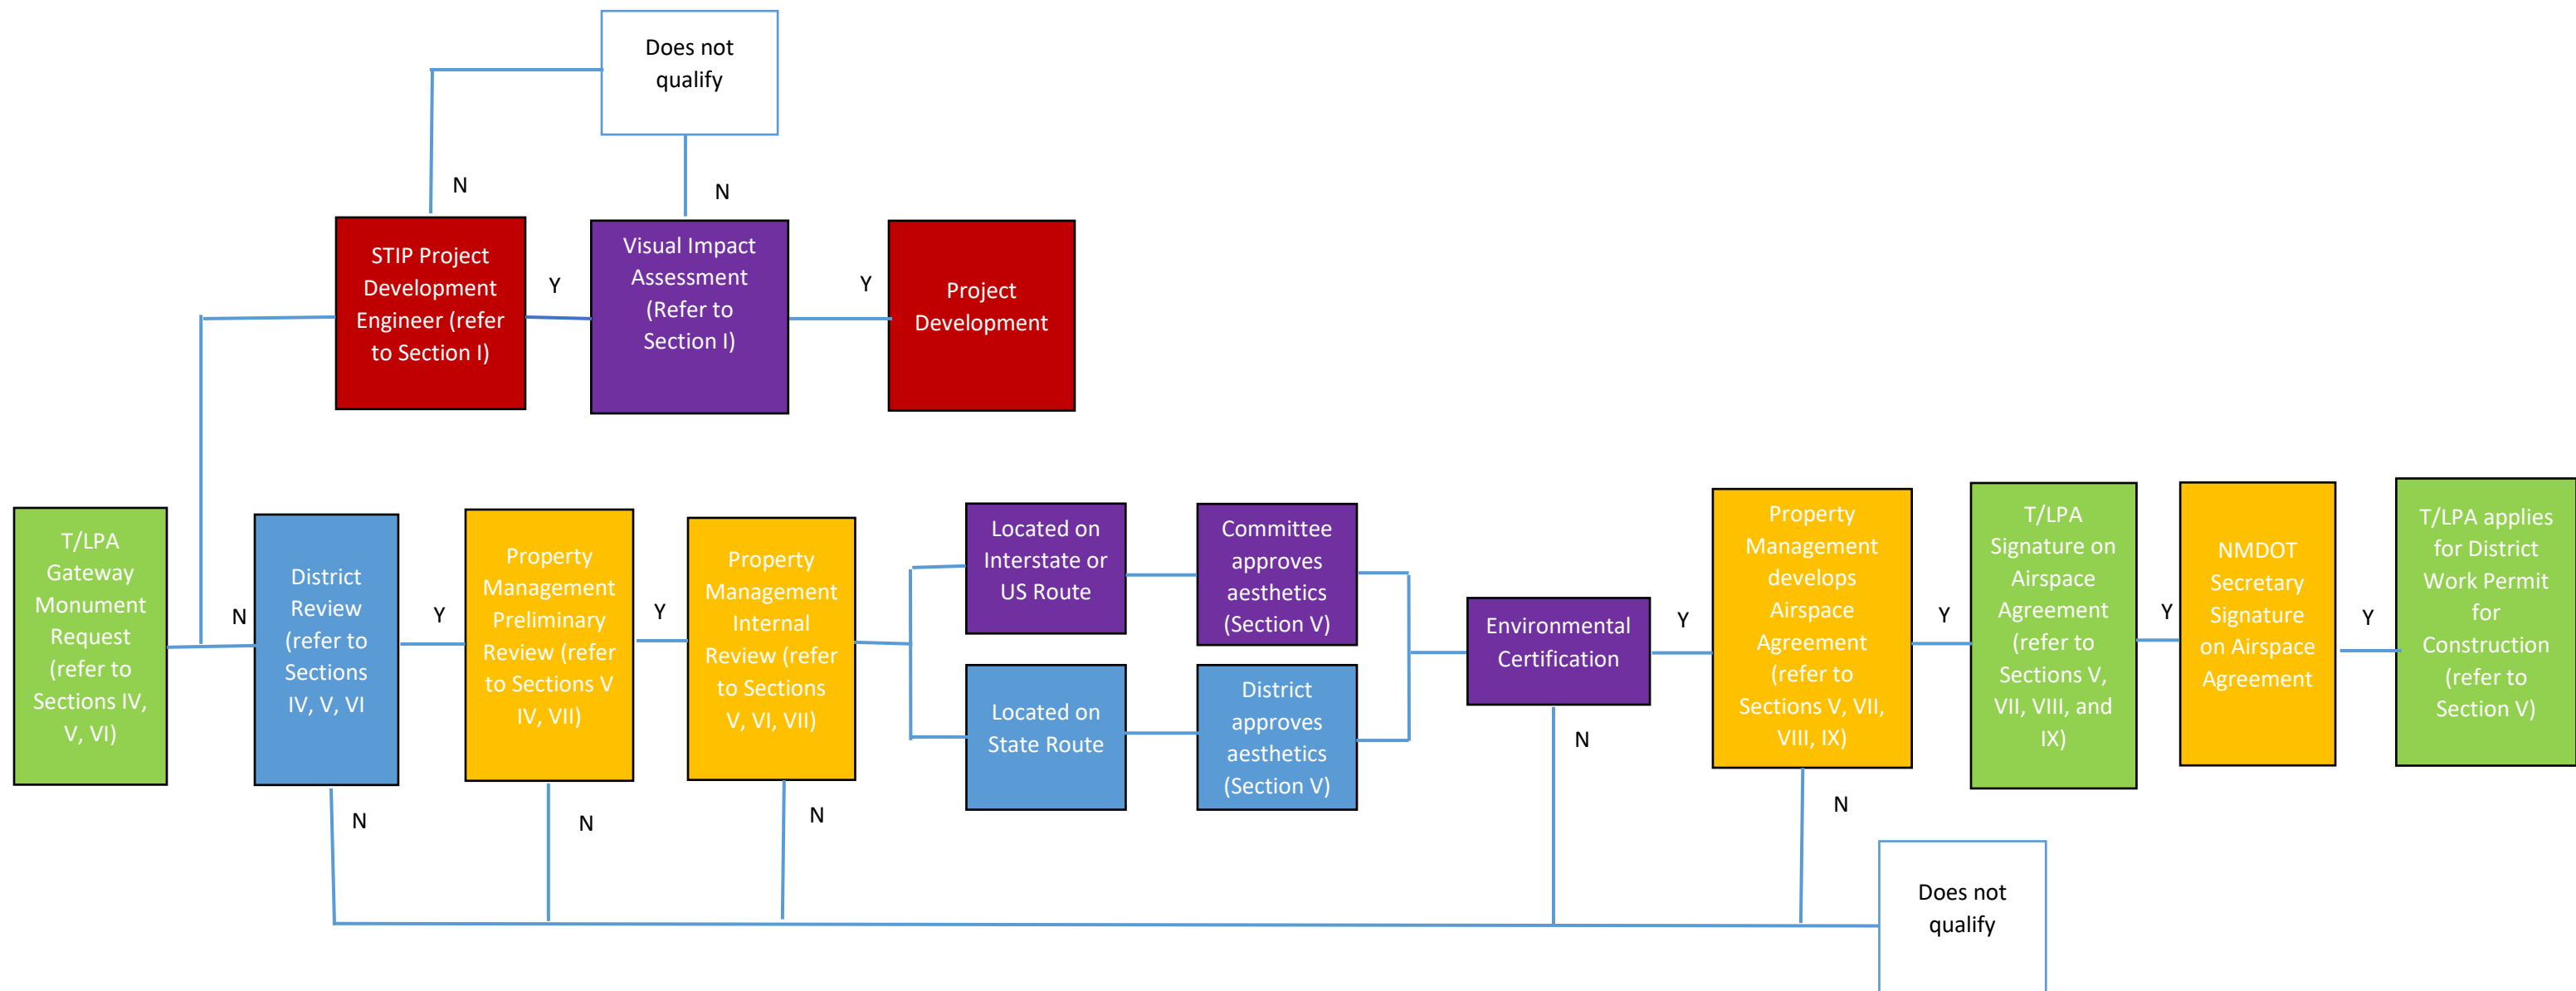 Does not
qualify
N
N
STIP Project
Development
Engineer (refer
to Section I)
Y
Visual Impact
Assessment
(Refer to
Section I)
Y
Project
Development
T/LPA
Gateway
Monument
Request
(refer to
Sections IV,
V, VI)
N
District
Review
(refer to
Sections
IV, V, VI
Y
Property
Management
Preliminary
Review (refer
to Sections V
IV, VII)
Y
Property
Management
Internal
Review (refer
to Sections
V, VI, VII)
Located on
Interstate or
US Route
Committee
approves
aesthetics
(Section V)
Located on
State Route
District
approves
aesthetics
(Section V)
Environmental
Certification
Y
Property
Management
develops
Airspace
Agreement
(refer to
Sections V, VII,
VIII, IX)
Y
T/LPA
Signature on
Airspace
Agreement
(refer to
Sections V,
VII, VIII, and
IX)
Y
NMDOT
Secretary
Signature
on Airspace
Agreement
Y
T/LPA applies
for District
Work Permit
for
Construction
(refer to
Section V)
N
N
N
N
N
Does not
qualify